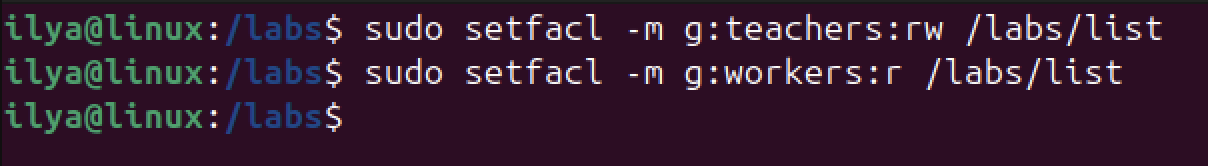 ilya@linux:/labs$ sudo setfacl -m g:teachers:rw /labs/list
ilya@linux:/labs$ sudo setfacl -m g:workers:r /labs/list
ilya@linux:/labs$